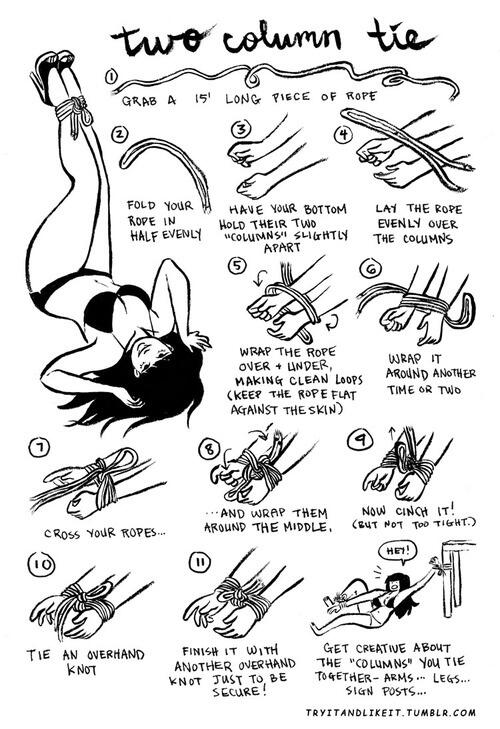 two column tie
1
GRAB A 15' LONG PIECE OF ROPE
2
FOLD YOUR
ROPE IN
HALF EVENLY
3
HAVE YOUR BOTTOM
HOLD THEIR TWO
"COLUMNS" SLIGHTLY
APART
4
LAY THE ROPE
EVENLY OVER
THE COLUMNS
5
WRAP THE ROPE
OVER + UNDER,
MAKING CLEAN LOOPS
(KEEP THE ROPE FLAT
AGAINST THE SKIN)
6
WRAP IT
AROUND ANOTHER
TIME OR TWO
7
CROSS YOUR ROPES...
8
...AND WRAP THEM
AROUND THE MIDDLE.
9
NOW CINCH IT!
(BUT NOT TOO TIGHT.)
10
TIE AN OVERHAND
KNOT
11
FINISH IT WITH
ANOTHER OVERHAND
KNOT JUST TO BE
SECURE!
HEY!
GET CREATIVE ABOUT
THE "COLUMNS" YOU TIE
TOGETHER - ARMS... LEGS...
SIGN POSTS...
TRYITANDLIKEIT.TUMBLR.COM